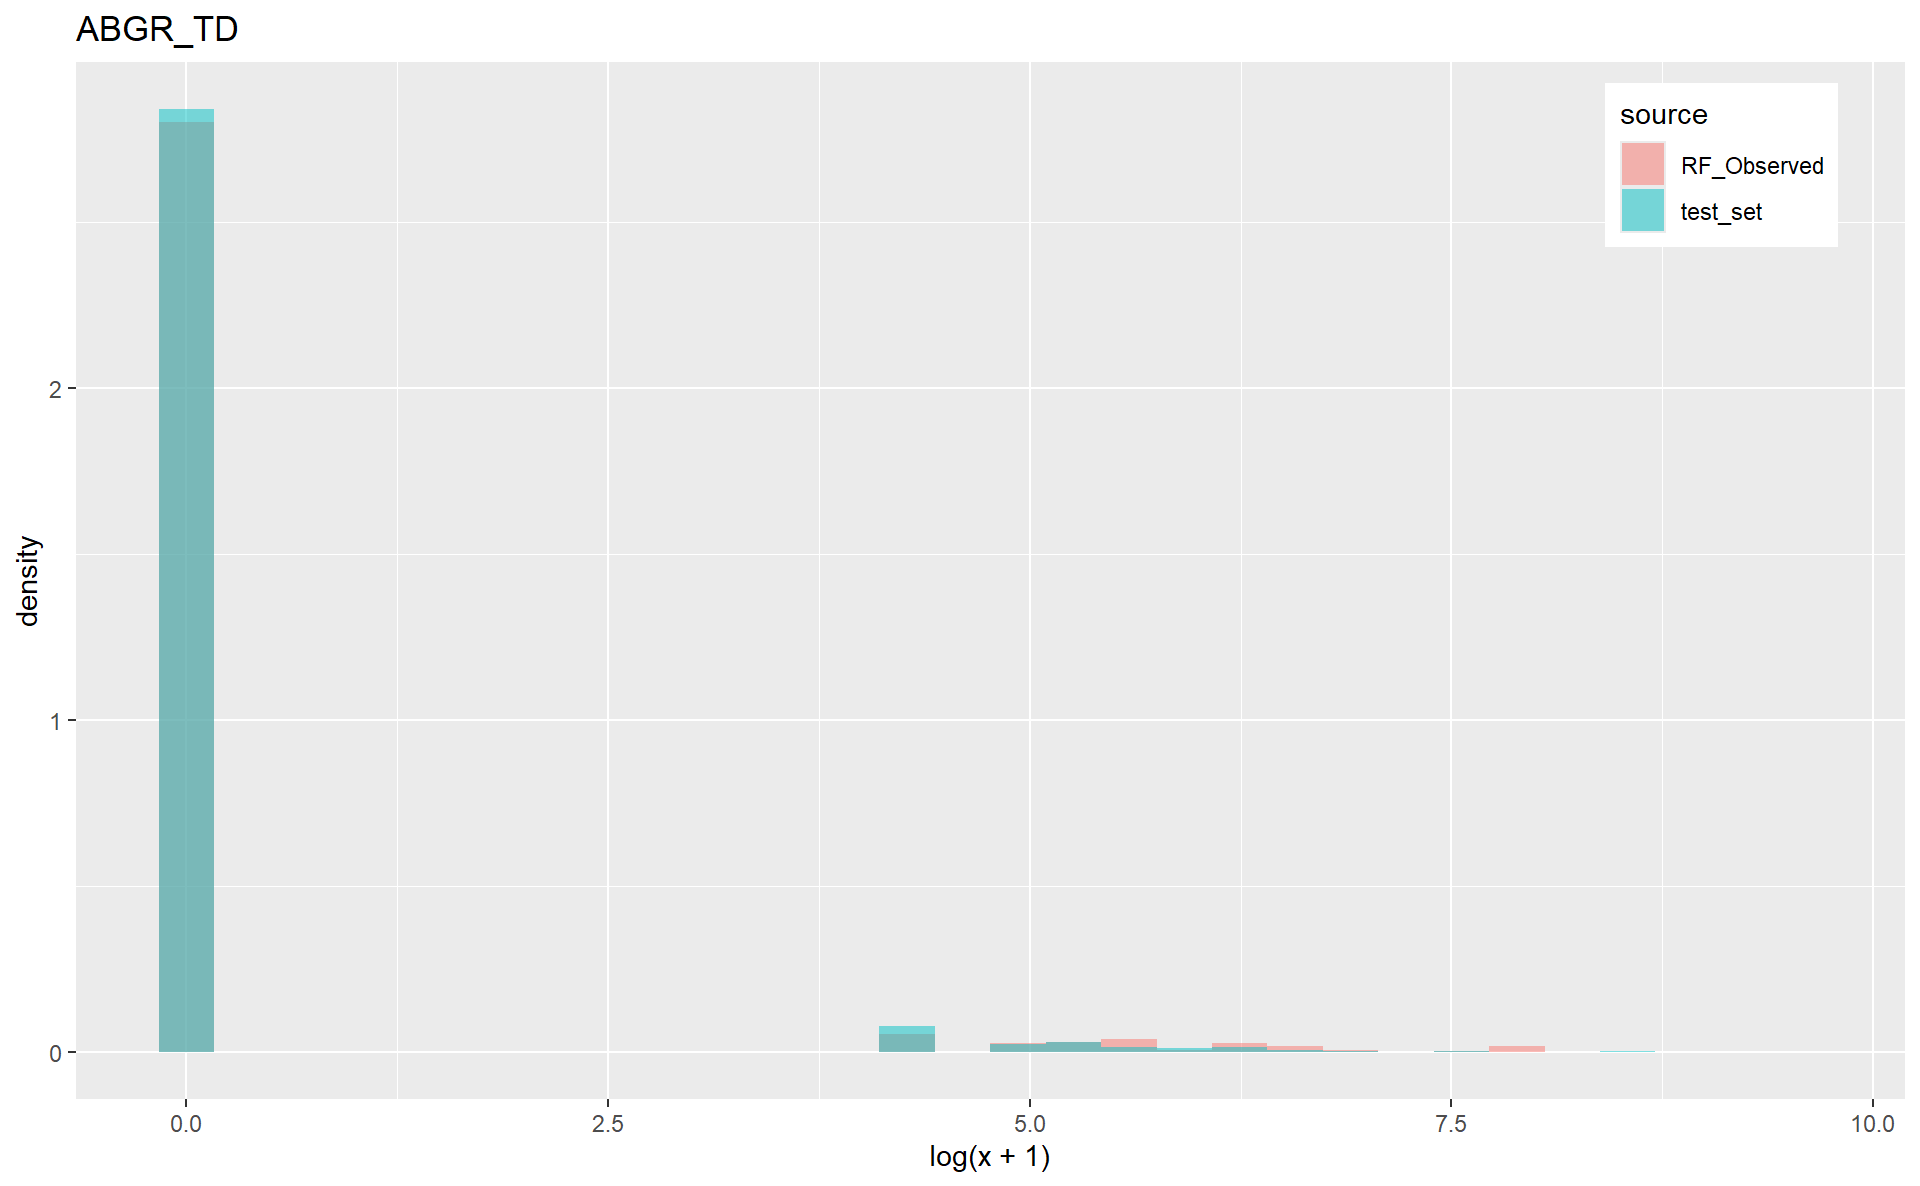 ABGR_TD
source
RF_Observed
test_set
density
2
1
0
0.0 2.5 5.0 7.5 10.0
log(x + 1)